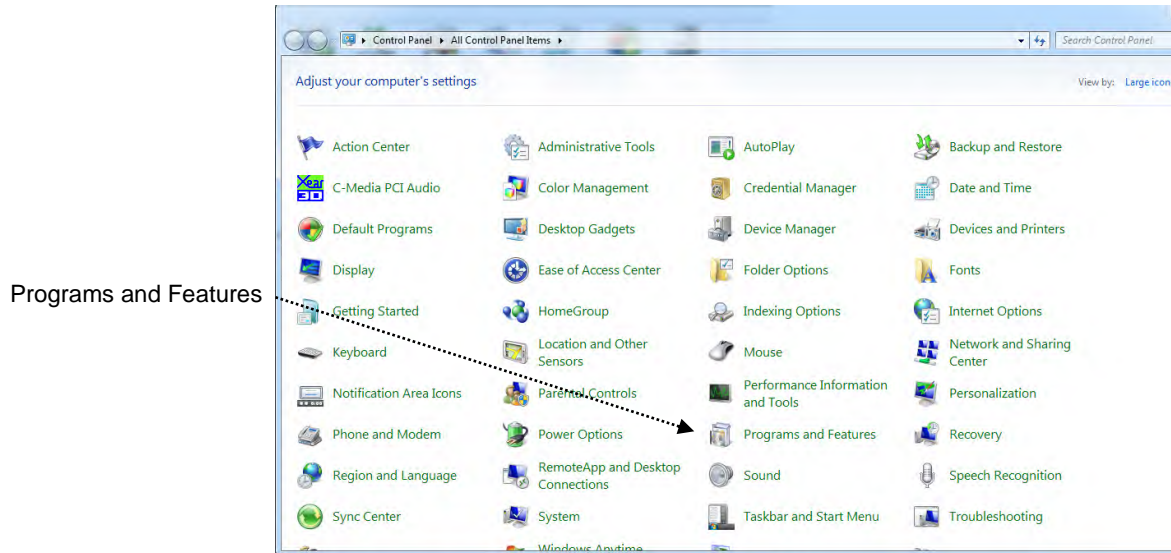 Control Panel ▸ All Control Panel Items ▸
Search Control Panel
Adjust your computer's settings
View by: Large icon
Action Center
Administrative Tools
AutoPlay
Backup and Restore
Xear
3D
C-Media PCI Audio
Color Management
Credential Manager
Date and Time
Default Programs
Desktop Gadgets
Device Manager
Devices and Printers
Display
Ease of Access Center
Folder Options
Fonts
Programs and Features
Getting Started
HomeGroup
Indexing Options
Internet Options
Keyboard
Location and Other
Sensors
Mouse
Network and Sharing
Center
Notification Area Icons
Parental Controls
Performance Information
and Tools
Personalization
Phone and Modem
Power Options
Programs and Features
Recovery
Region and Language
RemoteApp and Desktop
Connections
Sound
Speech Recognition
Sync Center
System
Taskbar and Start Menu
Troubleshooting
Windows Anytime